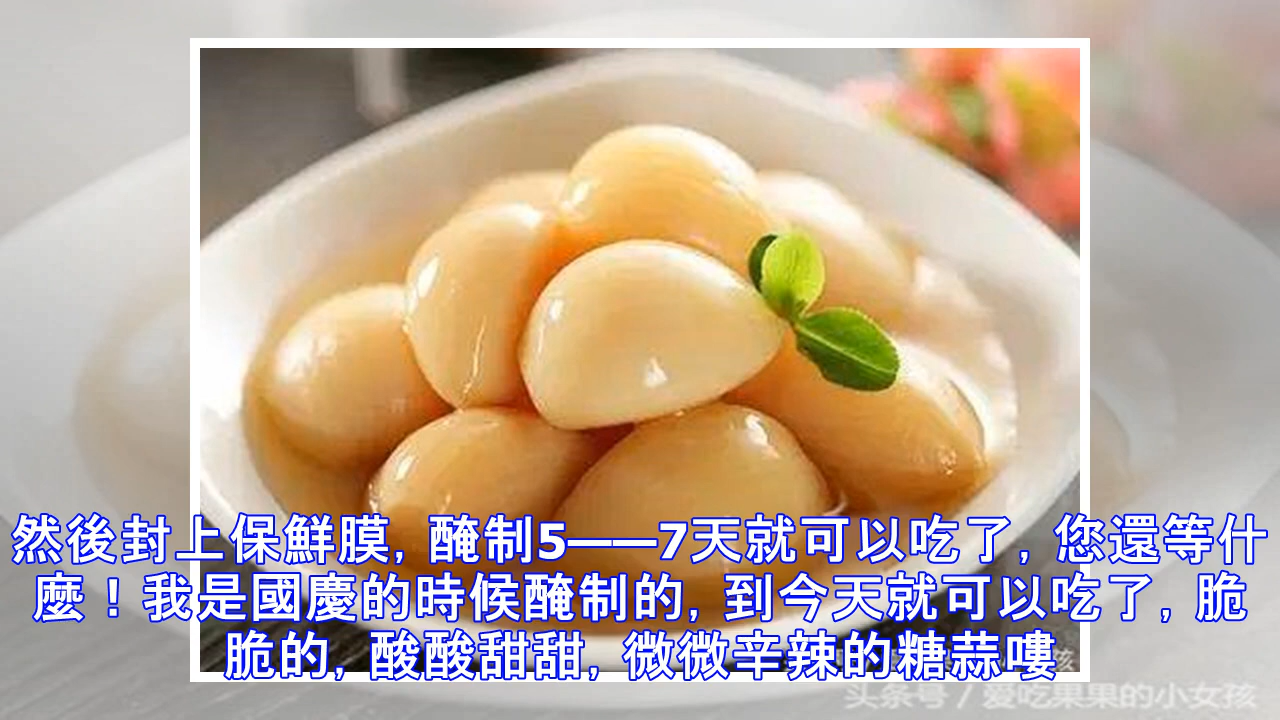 然後封上保鮮膜, 醃制5——7天就可以吃了, 您還等什
麼！我是國慶的時候醃制的, 到今天就可以吃了, 脆
脆的, 酸酸甜甜, 微微辛辣的糖蒜嘍
头条号 / 爱吃果果的小女孩